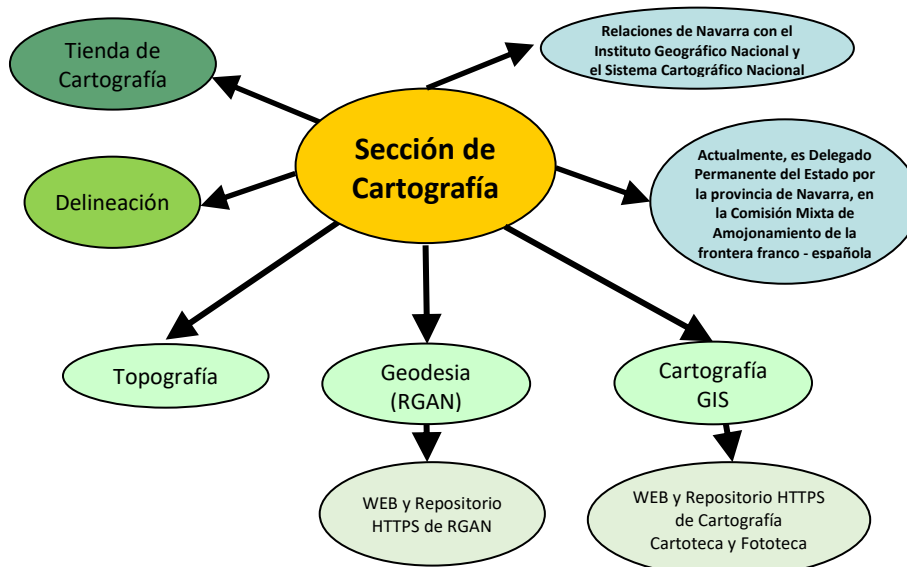 Tienda de
Cartografía
Relaciones de Navarra con el
Instituto Geográfico Nacional y
el Sistema Cartográfico Nacional
Sección de
Cartografía
Actualmente, es Delegado
Permanente del Estado por
la provincia de Navarra, en
la Comisión Mixta de
Amojonamiento de la
frontera franco - española
Delineación
Topografía
Geodesia
(RGAN)
Cartografía
GIS
WEB y Repositorio
HTTPS de RGAN
WEB y Repositorio HTTPS
de Cartografía
Cartoteca y Fototeca